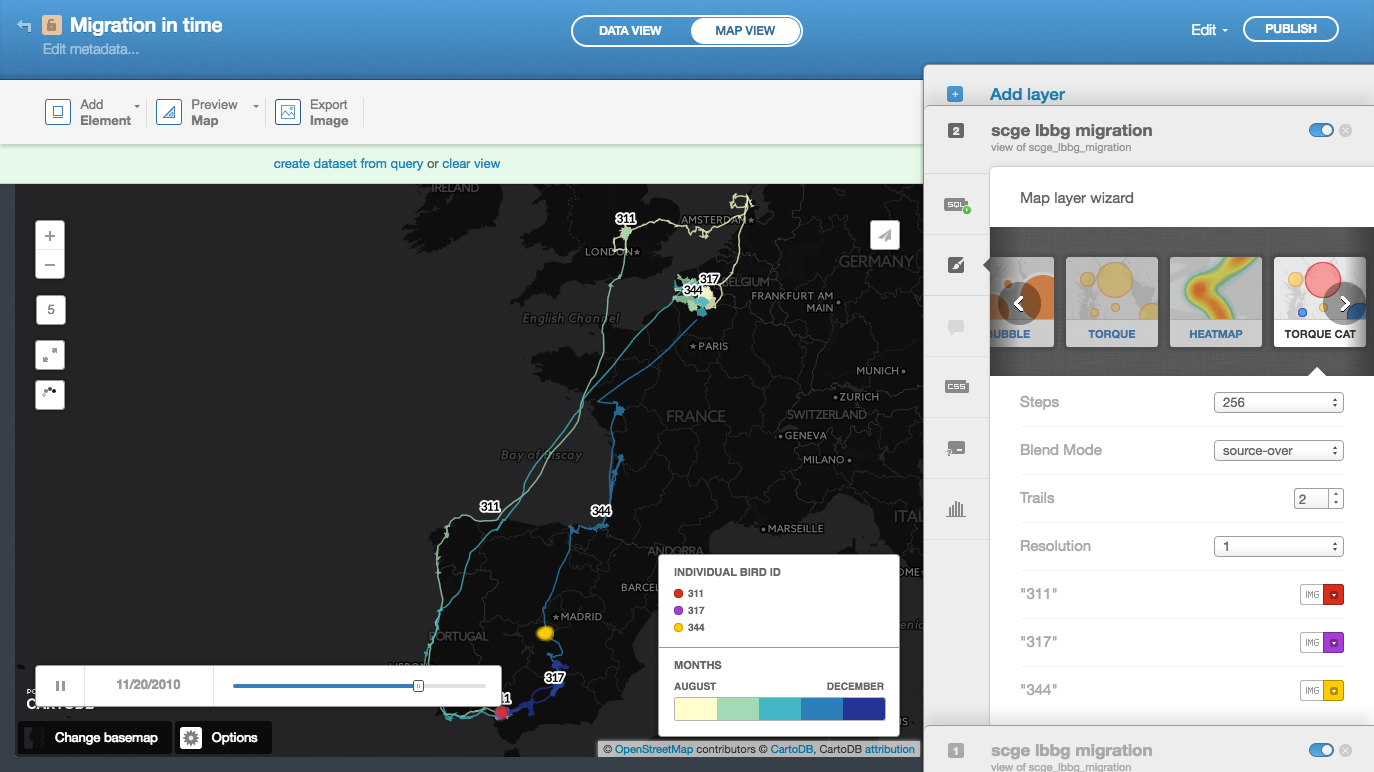 Migration in time
Edit metadata...
DATA VIEW
MAP VIEW
Edit
PUBLISH
Add Element
Preview Map
Export Image
create dataset from query or clear view
+
−
5
IRELAND
311
AMSTERDAM
LONDON
GERMANY
317
344
BELGIUM
FRANKFURT AM MAIN
English Channel
PARIS
MUNICH
ZURICH
FRANCE
SWITZERLAND
GENEVA
Bay of Biscay
MILANO
311
344
MARSEILLE
ANDORRA
MADRID
PORTUGAL
317
INDIVIDUAL BIRD ID
311
317
344
MONTHS
AUGUST
DECEMBER
11/20/2010
CARTODB
Change basemap
Options
© OpenStreetMap contributors © CartoDB, CartoDB attribution
Add layer
2
scge lbbg migration
view of scge_lbbg_migration
SQL
CSS
Map layer wizard
BUBBLE
TORQUE
HEATMAP
TORQUE CAT
Steps
256
Blend Mode
source-over
Trails
2
Resolution
1
"311"
IMG
"317"
IMG
"344"
IMG
1
scge lbbg migration
view of scge_lbbg_migration